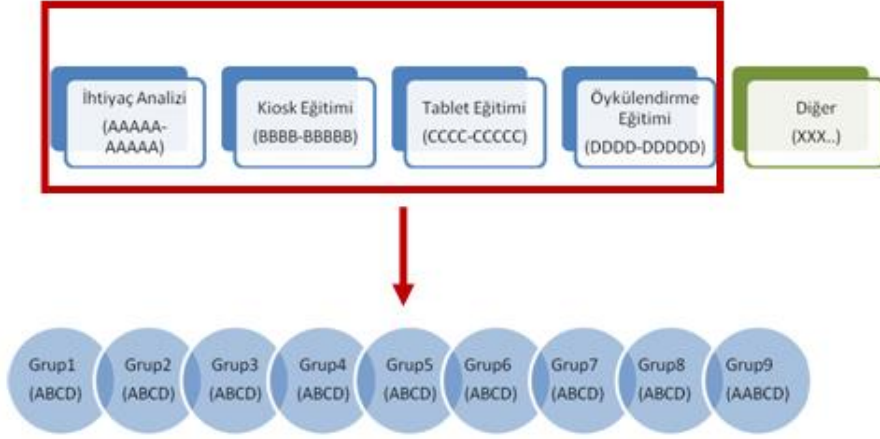 İhtiyaç Analizi
(AAAAA-
AAAAA)
Kiosk Eğitimi
(BBBB-BBBBB)
Tablet Eğitimi
(CCCC-CCCCC)
Öykülendirme
Eğitimi
(DDDD-DDDDD)
Diğer
(XXX..)
Grup1
(ABCD)
Grup2
(ABCD)
Grup3
(ABCD)
Grup4
(ABCD)
Grup5
(ABCD)
Grup6
(ABCD)
Grup7
(ABCD)
Grup8
(ABCD)
Grup9
(AABCD)